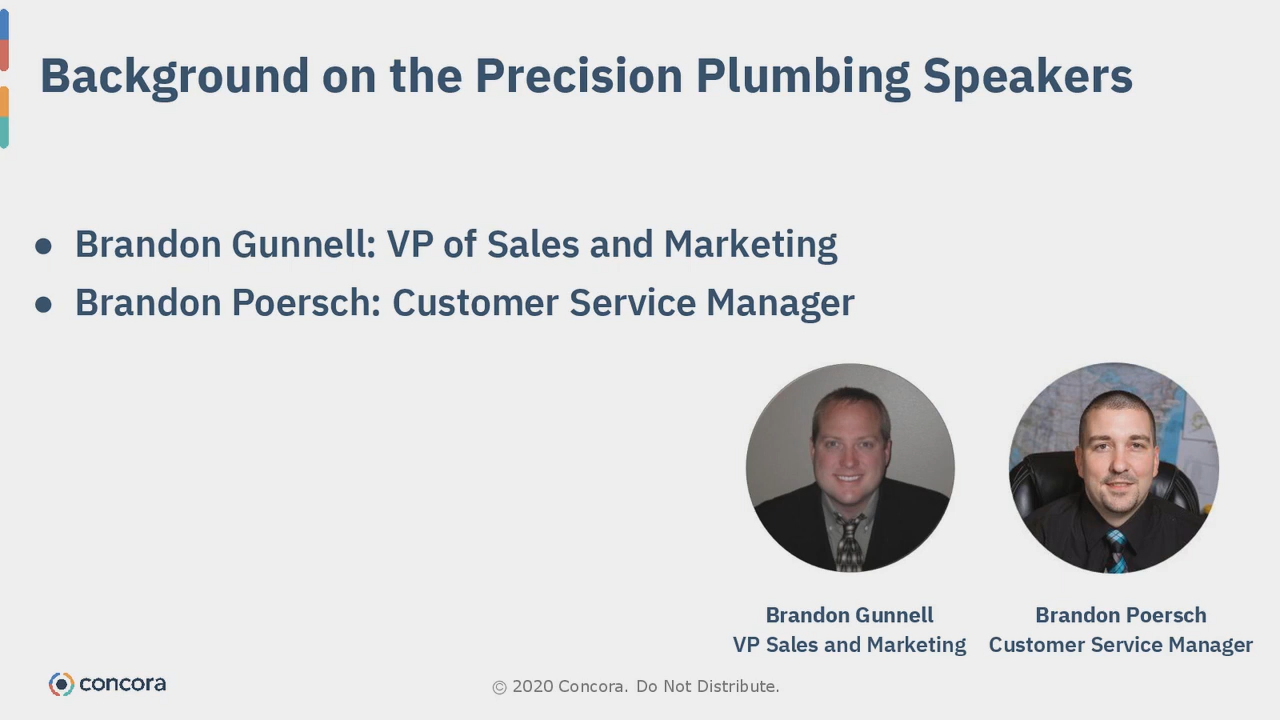 Background on the Precision Plumbing Speakers
● Brandon Gunnell: VP of Sales and Marketing
● Brandon Poersch: Customer Service Manager
Brandon Gunnell
VP Sales and Marketing
Brandon Poersch
Customer Service Manager
concora
© 2020 Concora. Do Not Distribute.